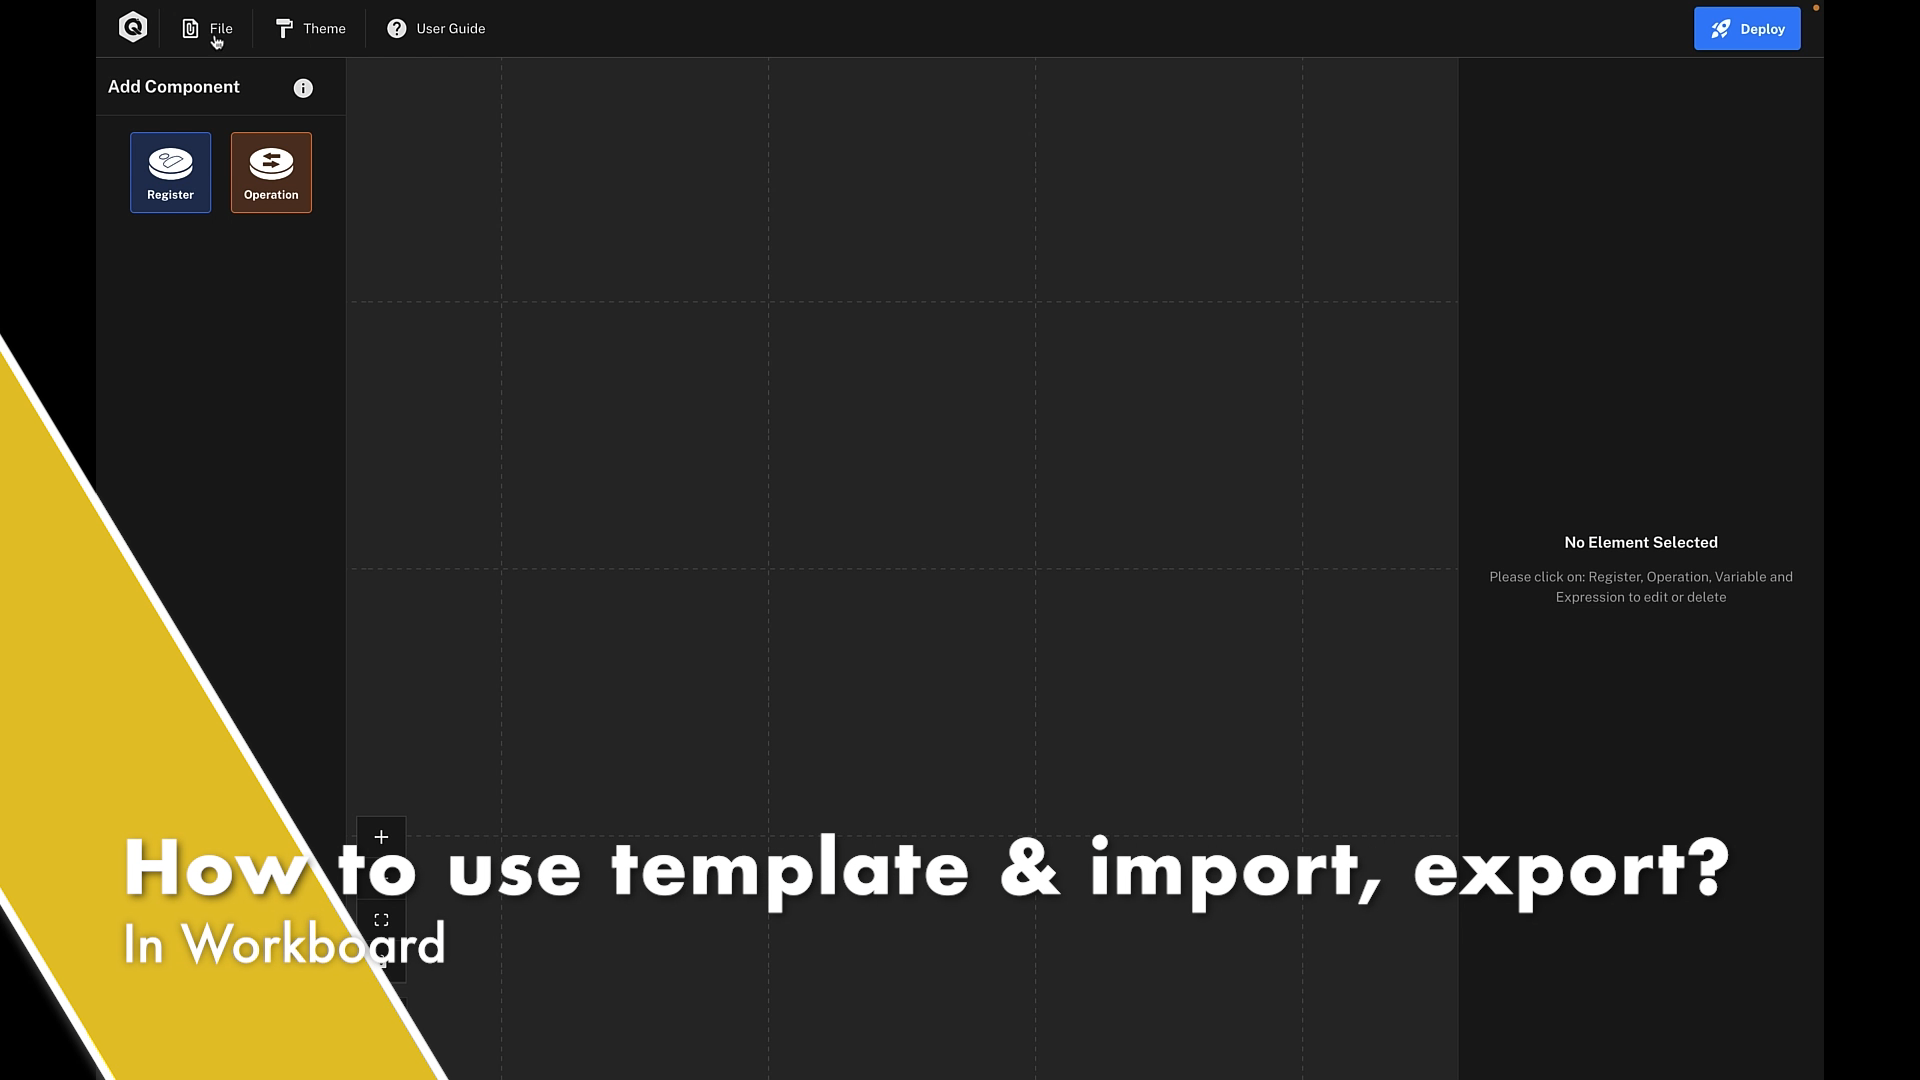 File
Theme
User Guide
Deploy
Add Component
Register
Operation
No Element Selected
Please click on: Register, Operation, Variable and
Expression to edit or delete
How to use template & import, export?
In Workboard